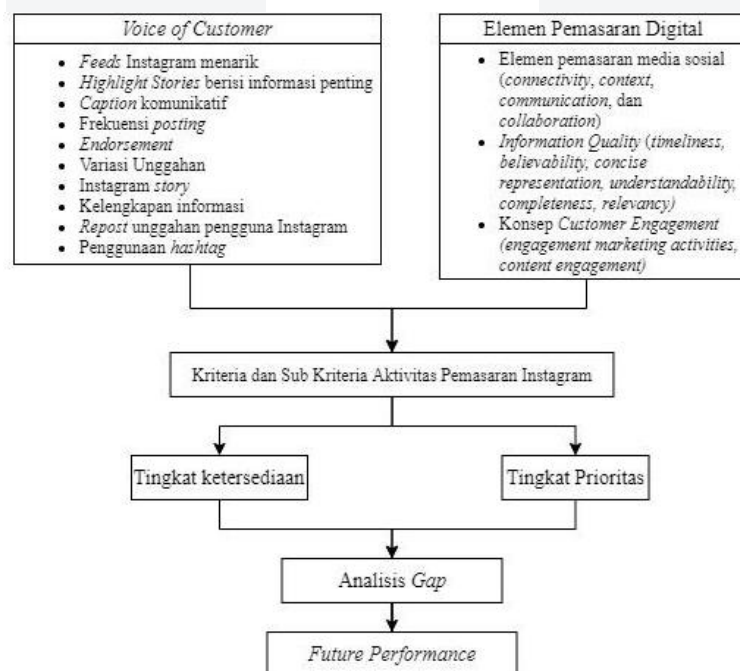 Voice of Customer
• Feeds Instagram menarik
• Highlight Stories berisi informasi penting
• Caption komunikatif
• Frekuensi posting
• Endorsement
• Variasi Unggahan
• Instagram story
• Kelengkapan informasi
• Repost unggahan pengguna Instagram
• Penggunaan hashtag
Elemen Pemasaran Digital
• Elemen pemasaran media sosial
(connectivity, context,
communication, dan
collaboration)
• Information Quality (timeliness,
believability, concise
representation, understandability,
completeness, relevancy)
• Konsep Customer Engagement
(engagement marketing activities,
content engagement)
Kriteria dan Sub Kriteria Aktivitas Pemasaran Instagram
Tingkat ketersediaan
Tingkat Prioritas
Analisis Gap
Future Performance